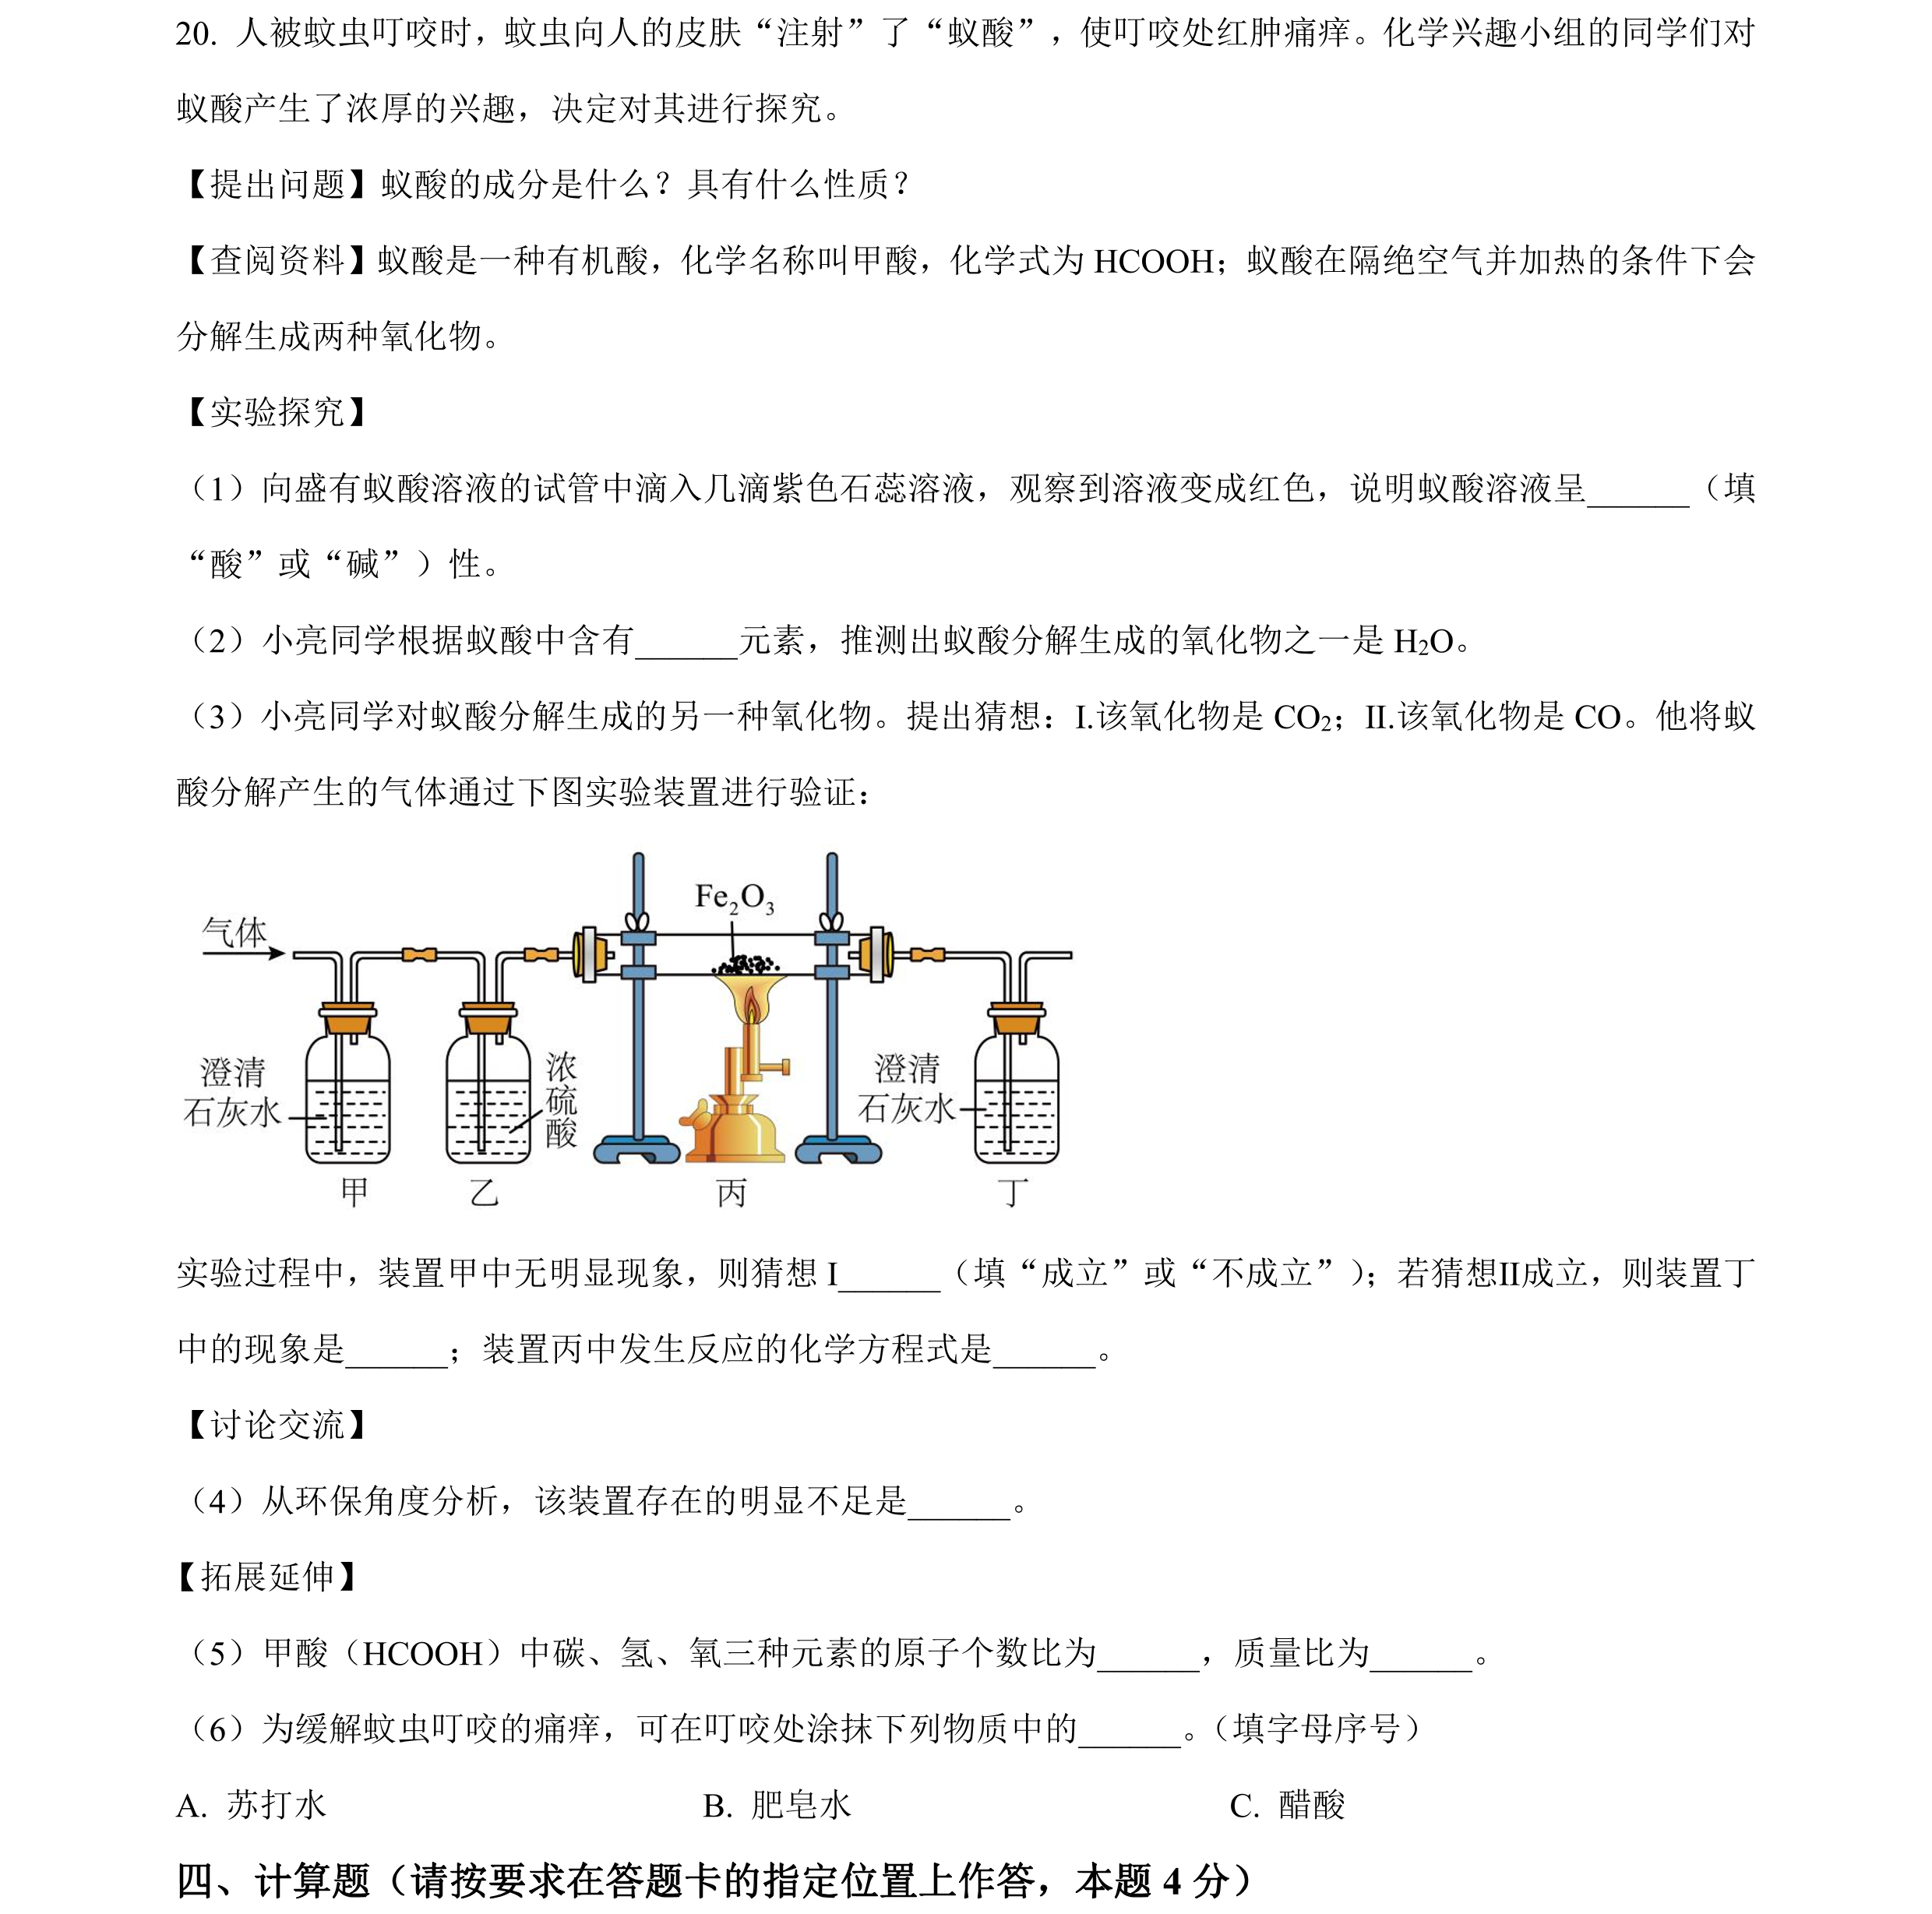 20. 人被蚊虫叮咬时，蚊虫向人的皮肤“注射”了“蚁酸”，使叮咬处红肿痛痒。化学兴趣小组的同学们对
蚁酸产生了浓厚的兴趣，决定对其进行探究。
【提出问题】蚁酸的成分是什么？具有什么性质？
【查阅资料】蚁酸是一种有机酸，化学名称叫甲酸，化学式为 HCOOH；蚁酸在隔绝空气并加热的条件下会
分解生成两种氧化物。
【实验探究】
（1）向盛有蚁酸溶液的试管中滴入几滴紫色石蕊溶液，观察到溶液变成红色，说明蚁酸溶液呈______（填
“酸”或“碱”）性。
（2）小亮同学根据蚁酸中含有______元素，推测出蚁酸分解生成的氧化物之一是 H₂O。
（3）小亮同学对蚁酸分解生成的另一种氧化物。提出猜想：I.该氧化物是 CO₂；II.该氧化物是 CO。他将蚁
酸分解产生的气体通过下图实验装置进行验证：
Fe₂O₃
气体
澄清
石灰水
浓
硫
酸
澄清
石灰水
甲 乙 丙 丁
实验过程中，装置甲中无明显现象，则猜想 I______（填“成立”或“不成立”）；若猜想Ⅱ成立，则装置丁
中的现象是______；装置丙中发生反应的化学方程式是______。
【讨论交流】
（4）从环保角度分析，该装置存在的明显不足是______。
【拓展延伸】
（5）甲酸（HCOOH）中碳、氢、氧三种元素的原子个数比为______，质量比为______。
（6）为缓解蚊虫叮咬的痛痒，可在叮咬处涂抹下列物质中的______。（填字母序号）
A. 苏打水 B. 肥皂水 C. 醋酸
四、计算题（请按要求在答题卡的指定位置上作答，本题 4 分）